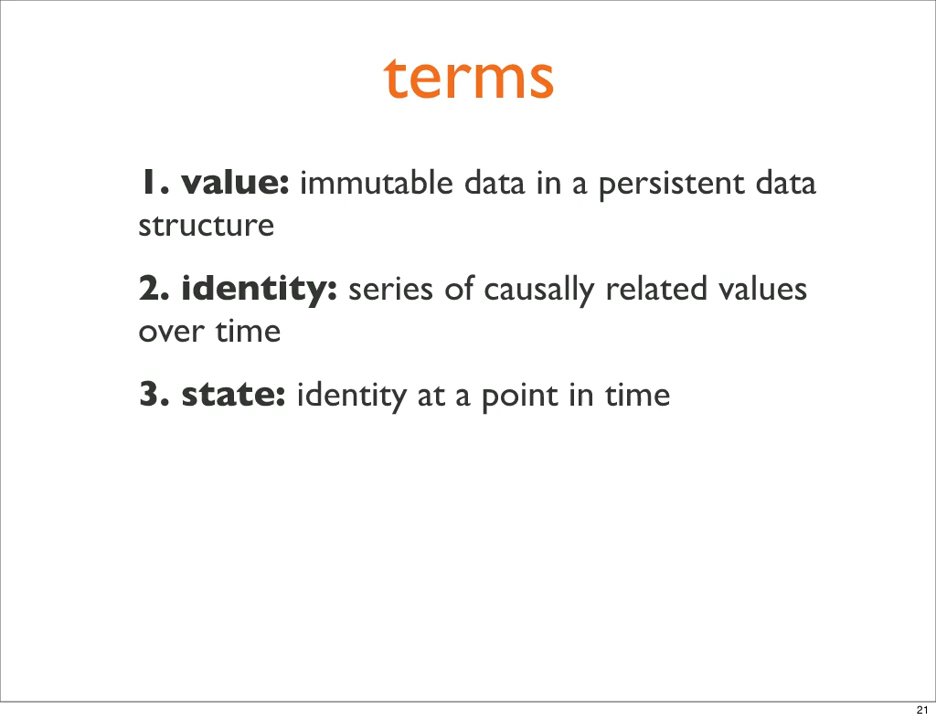 terms
1. value: immutable data in a persistent data
structure
2. identity: series of causally related values
over time
3. state: identity at a point in time
21